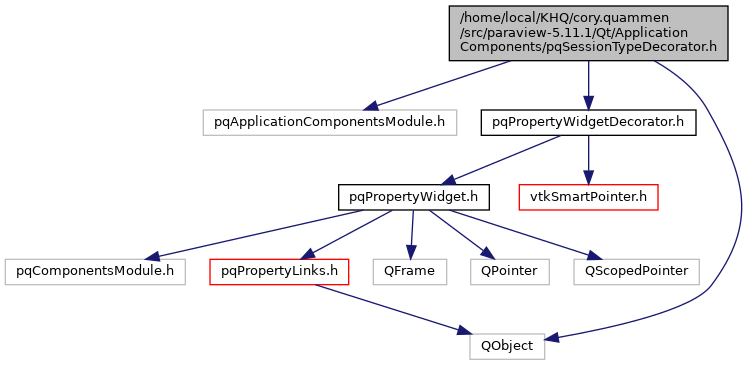 /home/local/KHQ/cory.quammen
/src/paraview-5.11.1/Qt/Application
Components/pqSessionTypeDecorator.h
pqApplicationComponentsModule.h
pqPropertyWidgetDecorator.h
pqPropertyWidget.h
vtkSmartPointer.h
pqComponentsModule.h
pqPropertyLinks.h
QFrame
QPointer
QScopedPointer
QObject